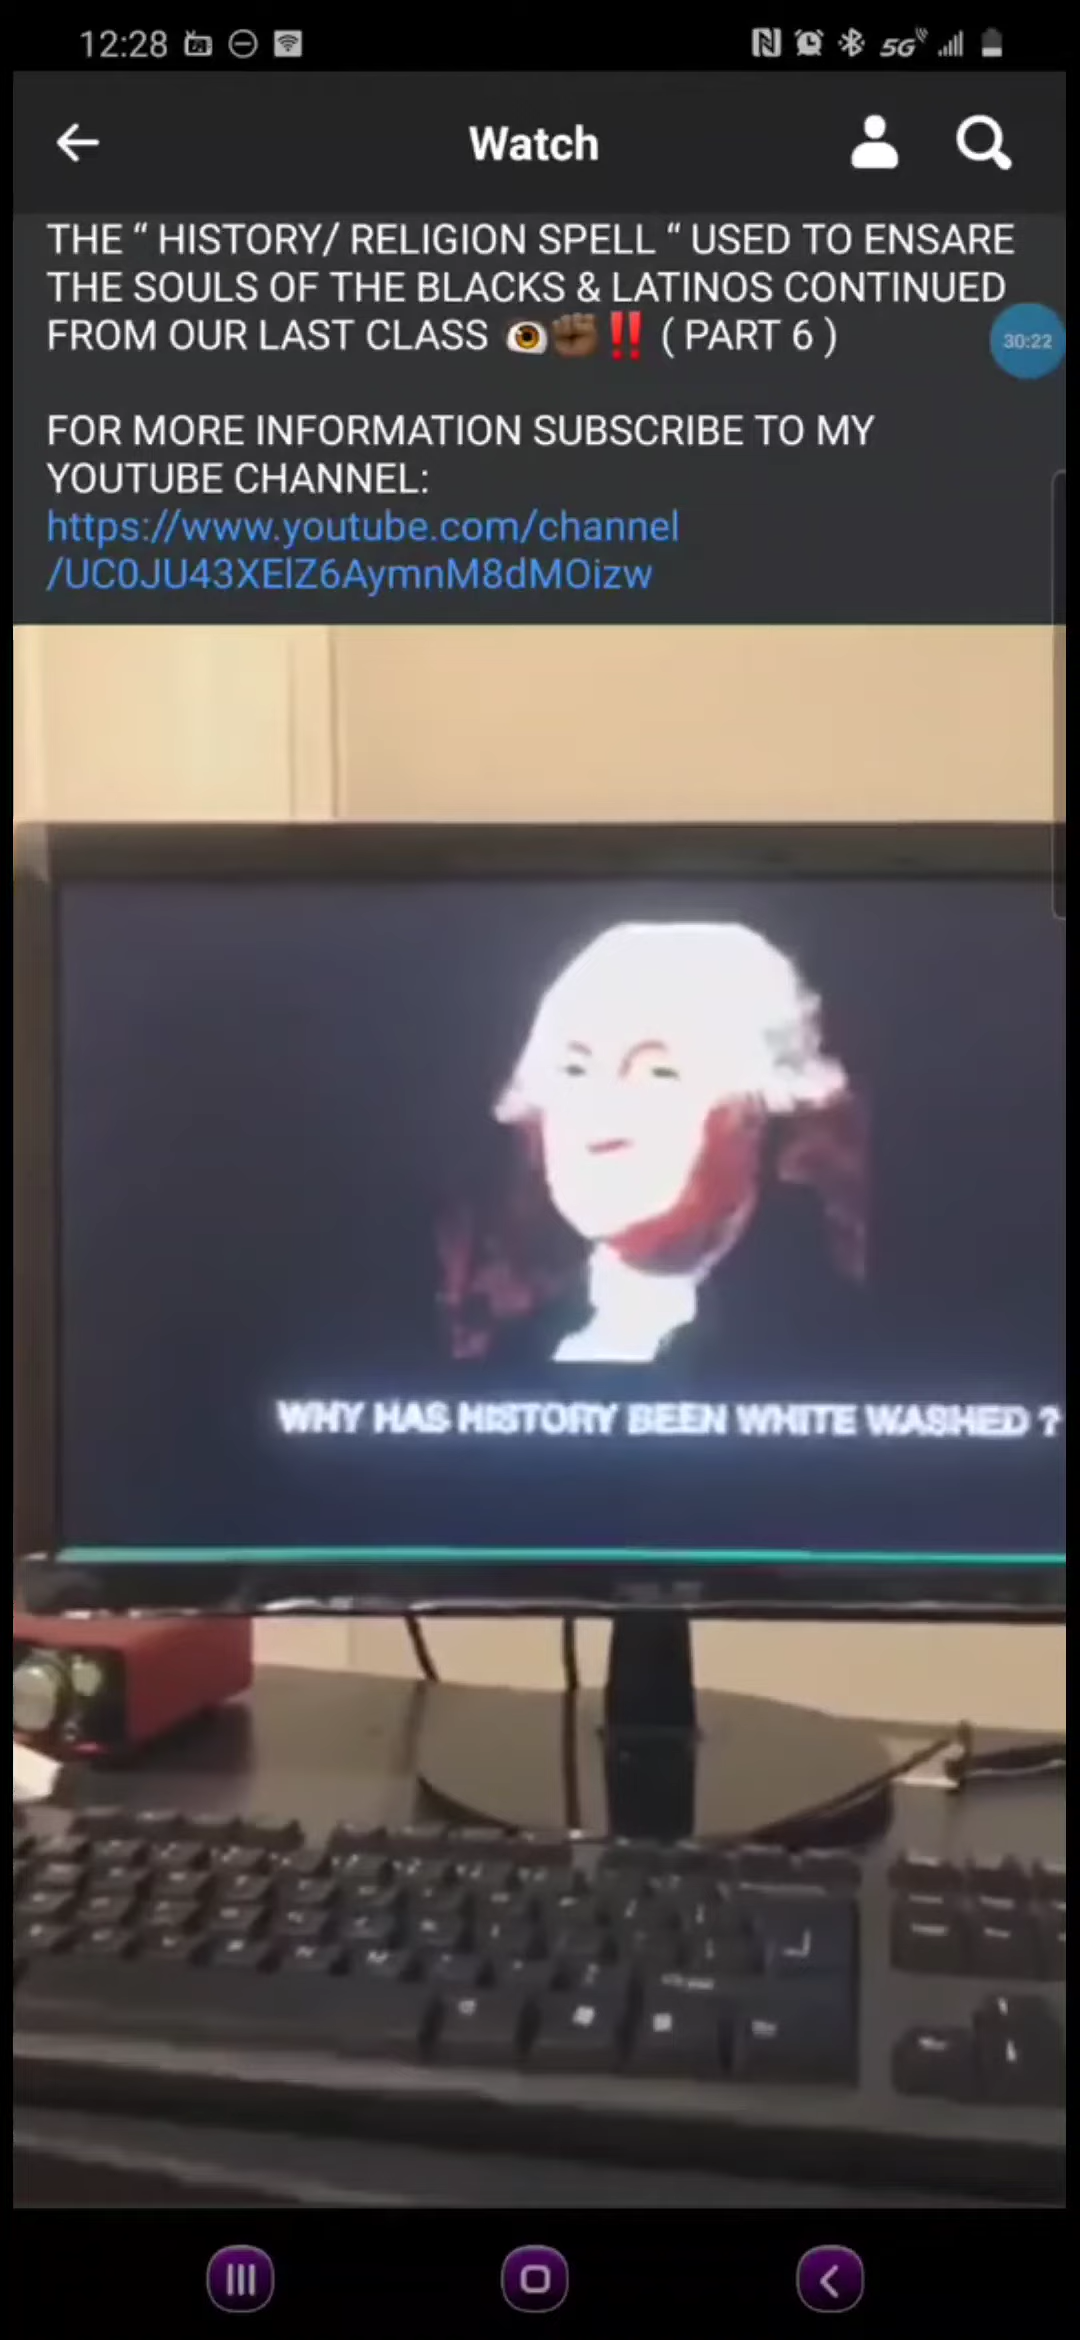 12:28
5G
Watch
THE “ HISTORY/ RELIGION SPELL “ USED TO ENSARE
THE SOULS OF THE BLACKS & LATINOS CONTINUED
FROM OUR LAST CLASS 👁️✊🏾‼️ ( PART 6 )
30:22
FOR MORE INFORMATION SUBSCRIBE TO MY
YOUTUBE CHANNEL:
https://www.youtube.com/channel
/UC0JU43XElZ6AymnM8dMOizw
WHY HAS HISTORY BEEN WHITE WASHED ?